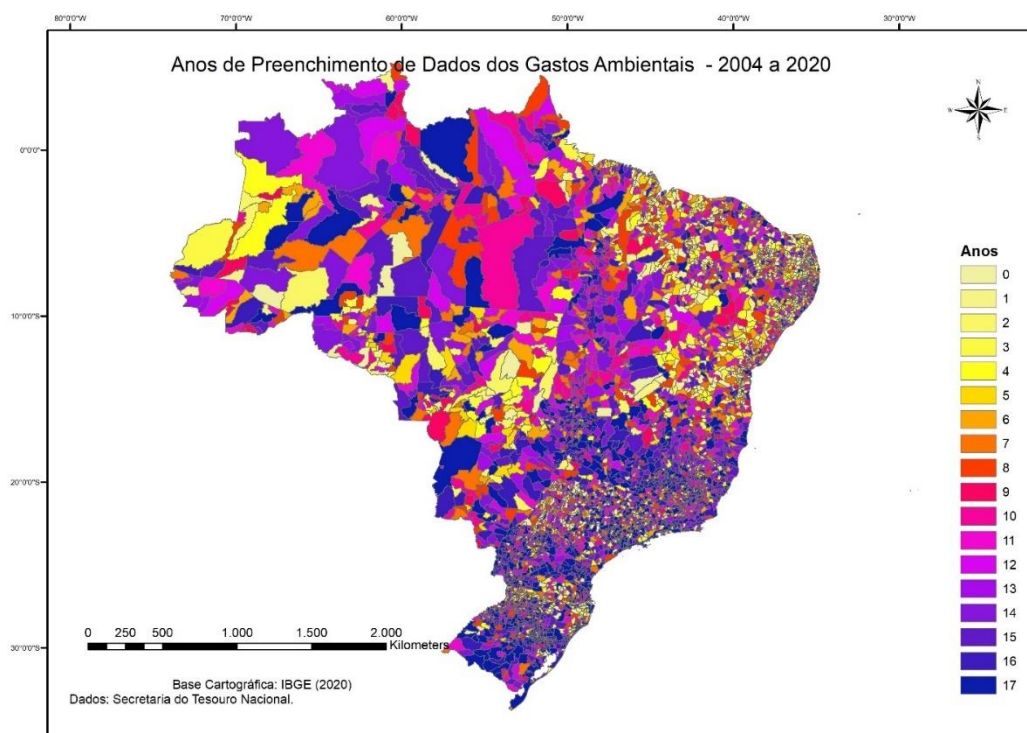 80°0'0"W 70°0'0"W 60°0'0"W 50°0'0"W 40°0'0"W 30°0'0"W
Anos de Preenchimento de Dados dos Gastos Ambientais - 2004 a 2020
N
W E
S
0°0'0"
10°0'0"S
20°0'0"S
30°0'0"S
Anos
0
1
2
3
4
5
6
7
8
9
10
11
12
13
14
15
16
17
0 250 500 1.000 1.500 2.000
Kilometers
Base Cartográfica: IBGE (2020)
Dados: Secretaria do Tesouro Nacional.